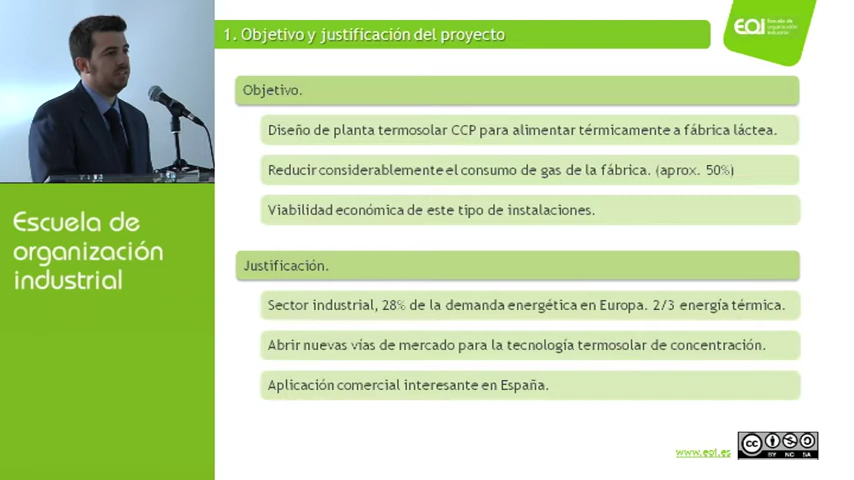 1. Objetivo y justificación del proyecto
EOI Escuela de
organización
industrial
Objetivo.
Diseño de planta termosolar CCP para alimentar térmicamente a fábrica láctea.
Reducir considerablemente el consumo de gas de la fábrica. (aprox. 50%)
Viabilidad económica de este tipo de instalaciones.
Escuela de
organización
industrial
Justificación.
Sector industrial, 28% de la demanda energética en Europa. 2/3 energía térmica.
Abrir nuevas vías de mercado para la tecnología termosolar de concentración.
Aplicación comercial interesante en España.
www.eoi.es
cc BY NC SA